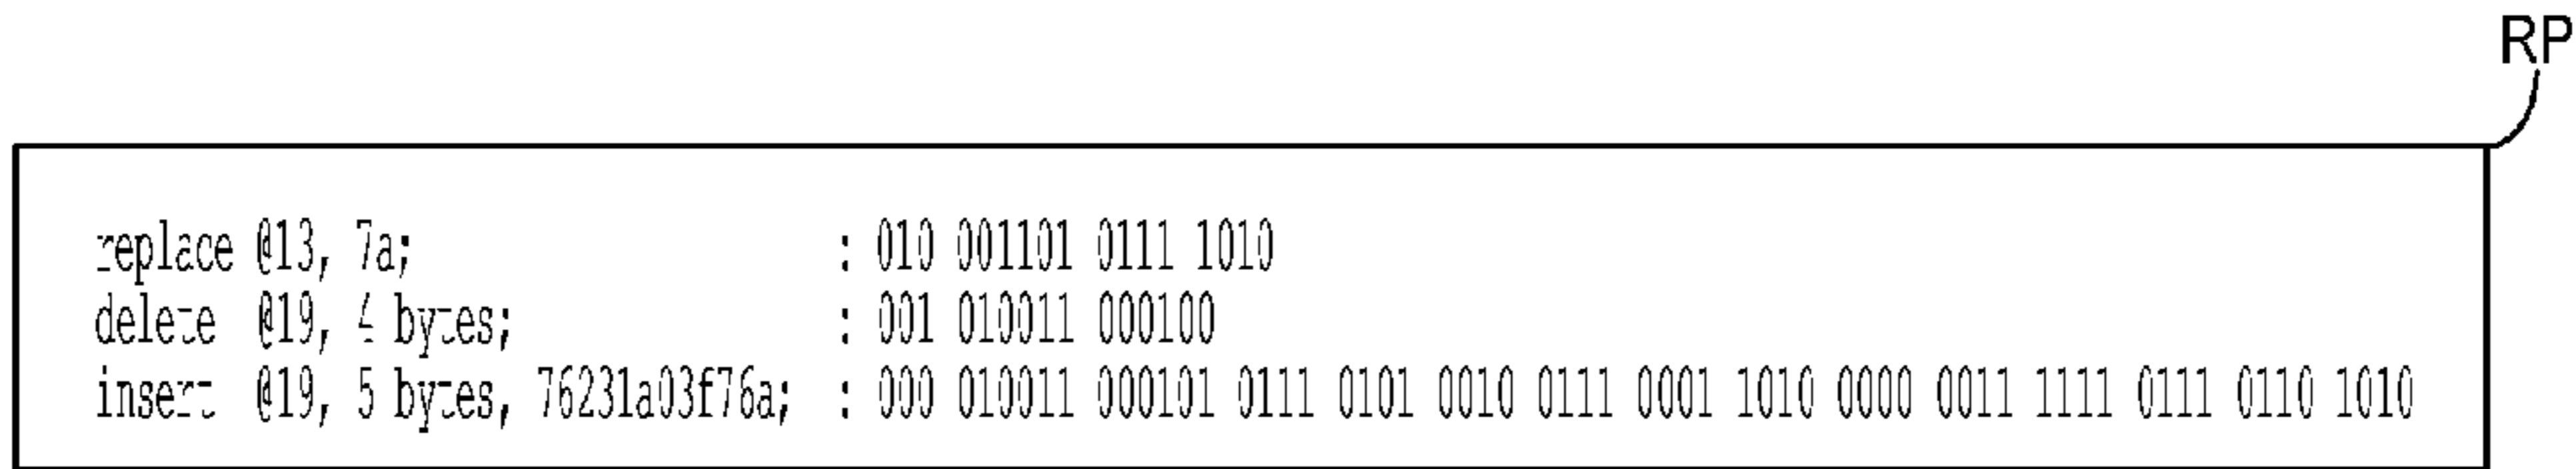 RP
replace @13, 7a; : 010 001101 0111 1010
delete @19, 4 bytes; : 001 010011 000100
insert @19, 5 bytes, 76231a03f76a; : 000 010011 000101 0111 0101 0010 0111 0001 1010 0000 0011 1111 0111 0110 1010